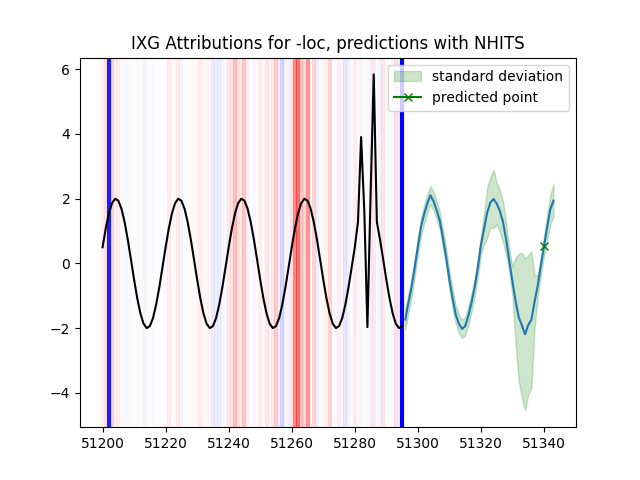 IXG Attributions for -loc, predictions with NHITS
standard deviation
predicted point
6
4
2
0
−2
−4
51200 51220 51240 51260 51280 51300 51320 51340